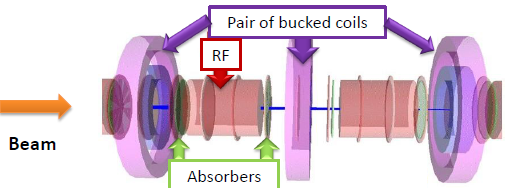 Pair of bucked coils
RF
Beam
Absorbers